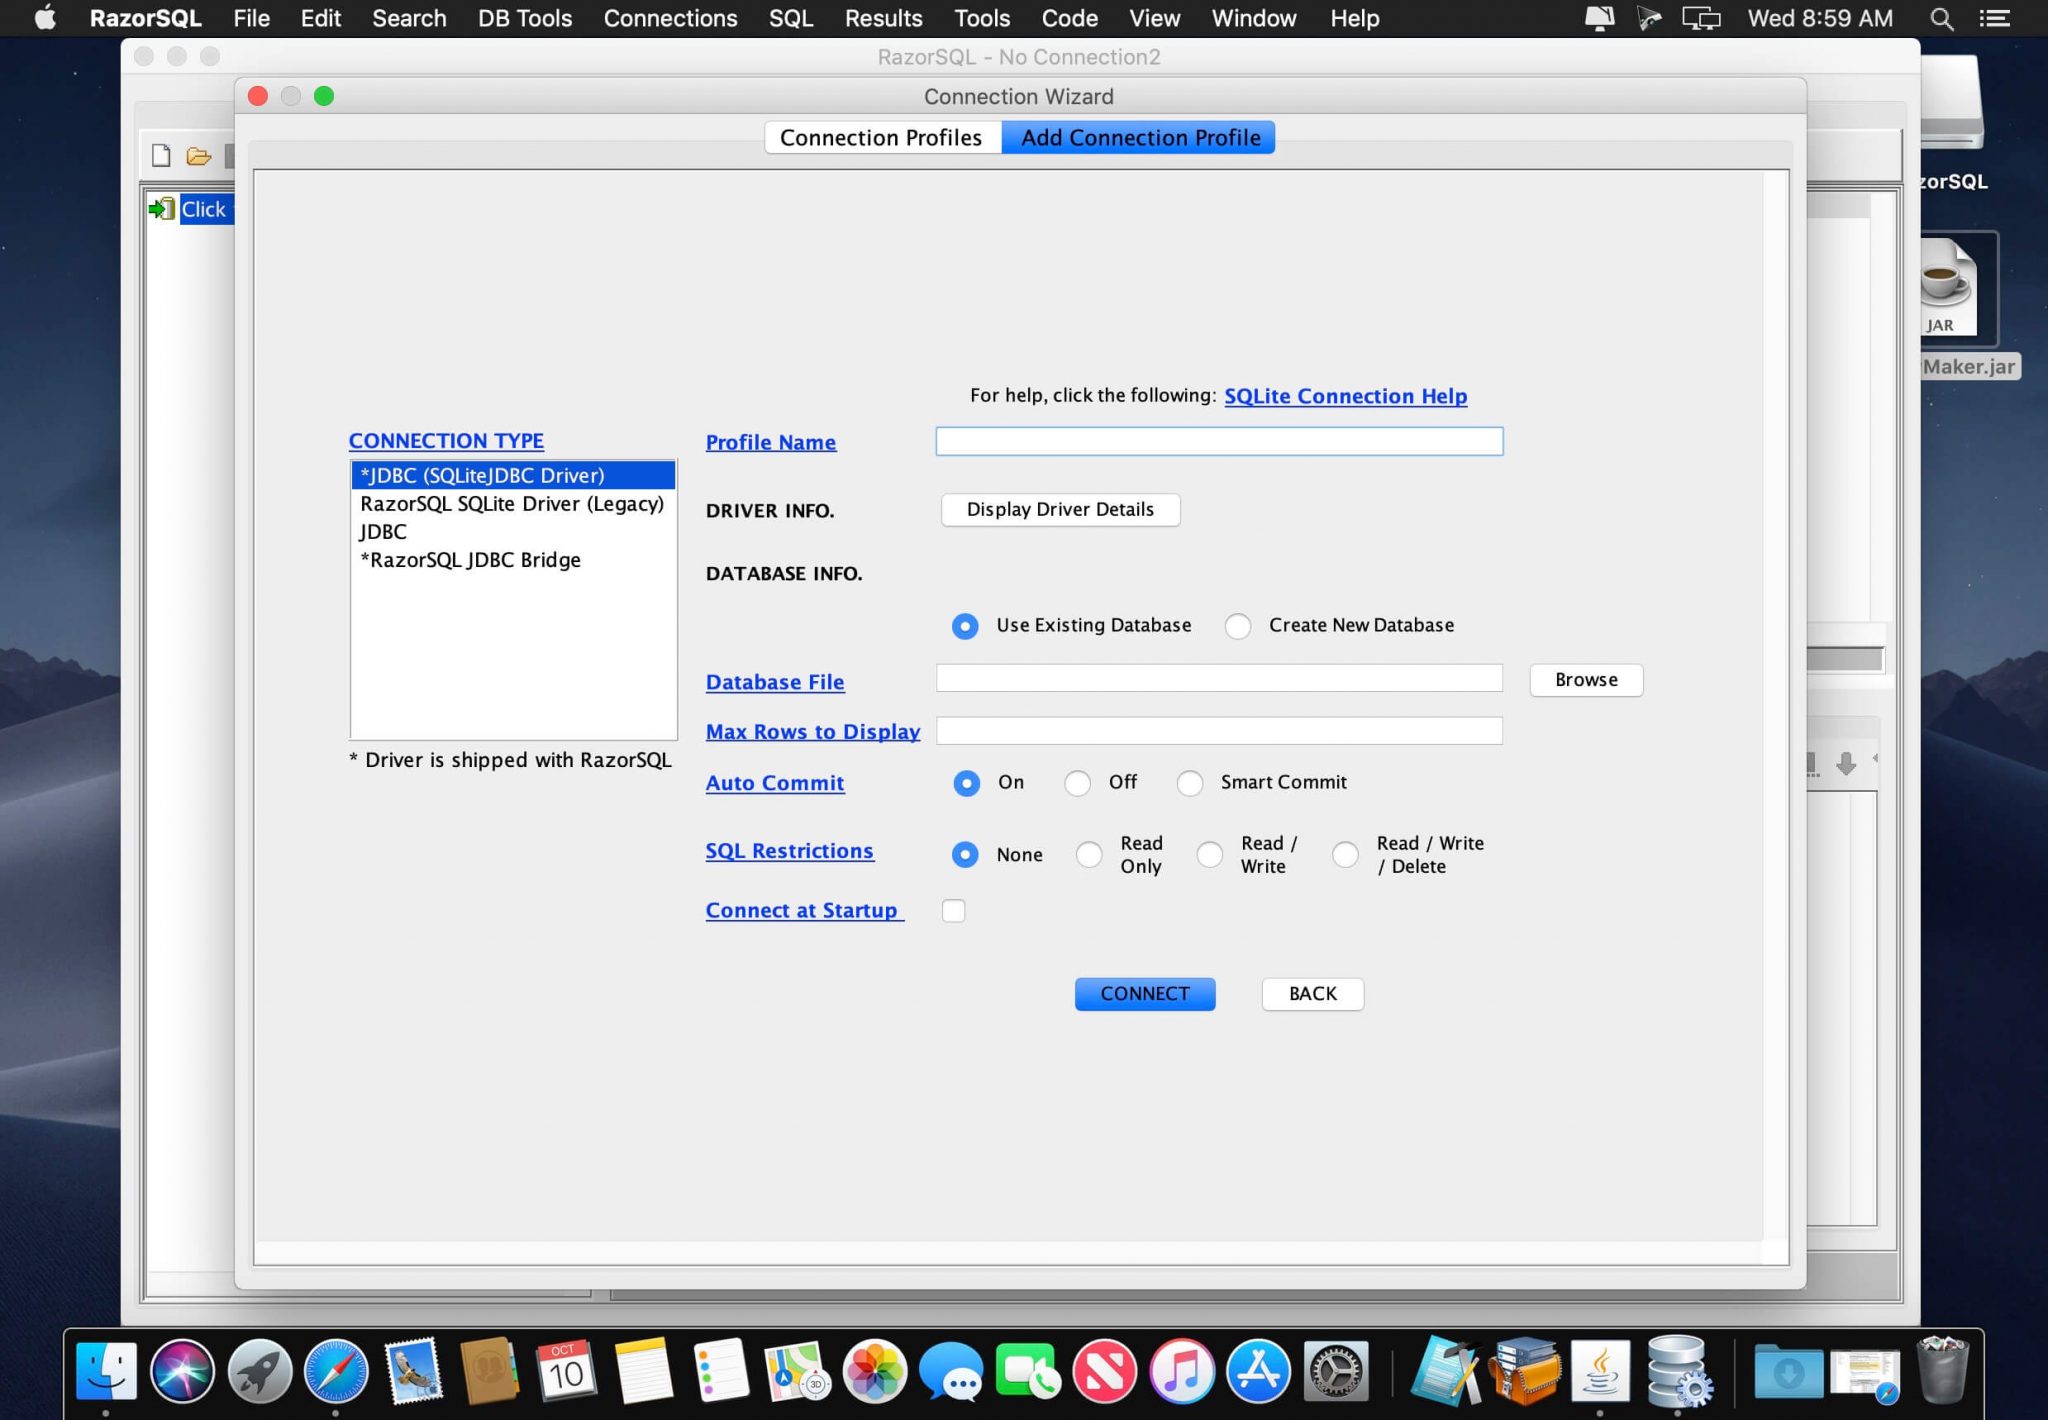 RazorSQL File Edit Search DB Tools Connections SQL Results Tools Code View Window Help Wed 8:59 AM
RazorSQL - No Connection2
Connection Wizard
Connection Profiles Add Connection Profile
Click
zorSQL
JAR
Maker.jar
For help, click the following: SQLite Connection Help
CONNECTION TYPE
*JDBC (SQLiteJDBC Driver)
RazorSQL SQLite Driver (Legacy)
JDBC
*RazorSQL JDBC Bridge
* Driver is shipped with RazorSQL
Profile Name
DRIVER INFO. Display Driver Details
DATABASE INFO.
Use Existing Database Create New Database
Database File Browse
Max Rows to Display
Auto Commit On Off Smart Commit
SQL Restrictions None Read Only Read / Write Read / Write / Delete
Connect at Startup
CONNECT BACK
OCT
10
3D